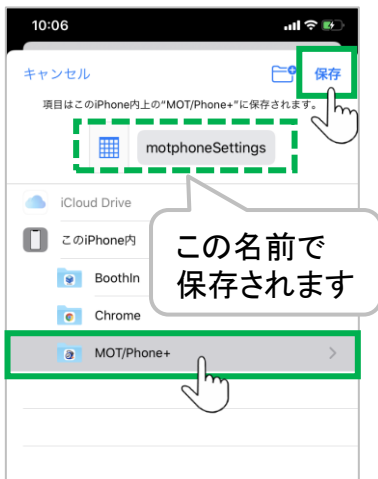 10:06
キャンセル
保存
項目はこのiPhone内上の"MOT/Phone+"に保存されます。
motphoneSettings
iCloud Drive
このiPhone内
この名前で
保存されます
BoothIn
Chrome
MOT/Phone+